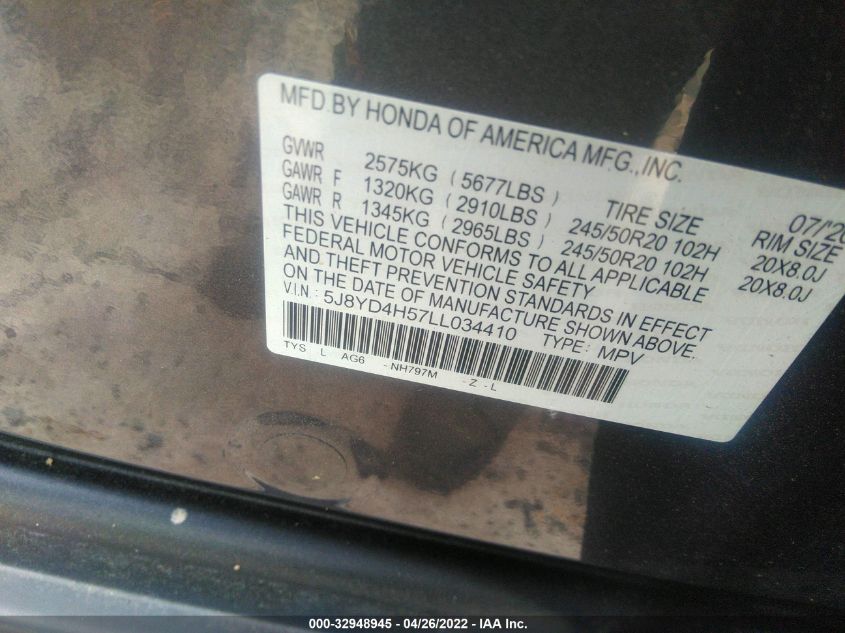 MFD BY HONDA OF AMERICA MFG., INC.
07/'20
GVWR 2575KG (5677LBS) TIRE SIZE RIM SIZE
GAWR F 1320KG (2910LBS) 245/50R20 102H 20X8.0J
GAWR R 1345KG (2965LBS) 245/50R20 102H 20X8.0J
THIS VEHICLE CONFORMS TO ALL APPLICABLE
FEDERAL MOTOR VEHICLE SAFETY
AND THEFT PREVENTION STANDARDS IN EFFECT
ON THE DATE OF MANUFACTURE SHOWN ABOVE.
V.I.N.: 5J8YD4H57LL034410 TYPE: MPV
TYS L AG6 - NH797M - Z - L
000-32948945 - 04/26/2022 - IAA Inc.